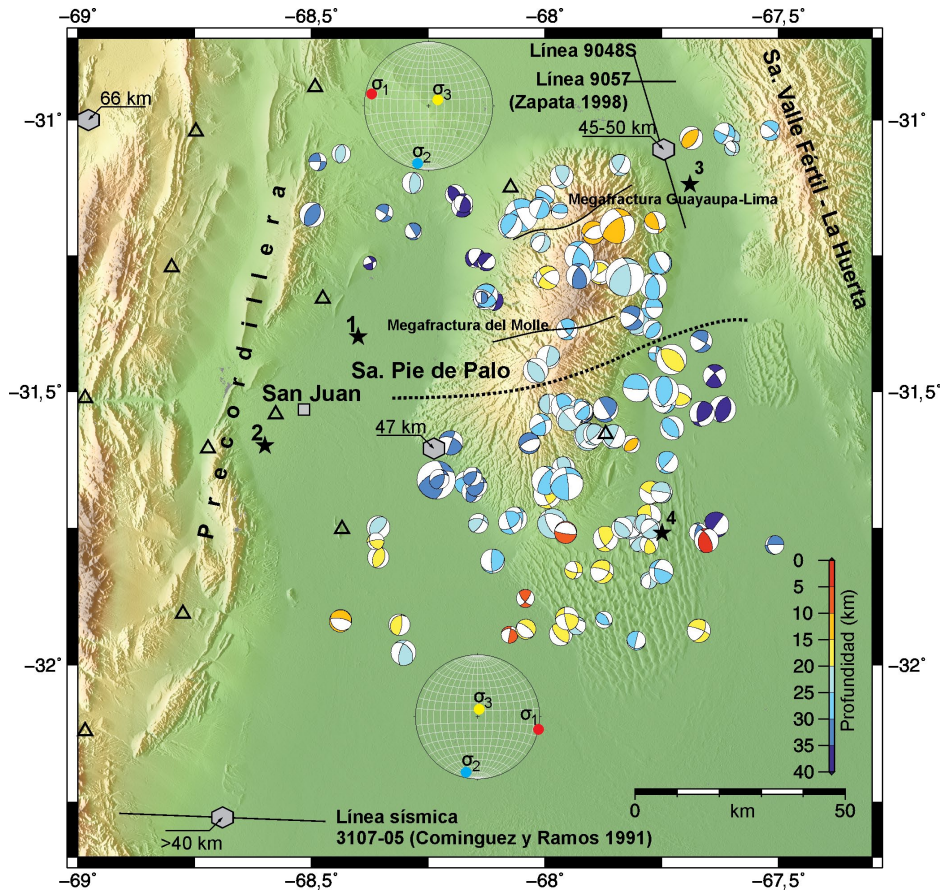 −69° −68,5° −68° −67,5°
Línea 9048S
Línea 9057
(Zapata 1998)
66 km
45-50 km
σ1
σ3
σ2
−31° −31°
3
Sa. Valle Fértil - La Huerta
Megafractura Guayaupa-Lima
Precordillera
1
Megafractura del Molle
Sa. Pie de Palo
San Juan
−31,5° −31,5°
2
47 km
4
0
5
10
15
20
25
30
35
40
Profundidad (km)
−32° −32°
σ3
σ1
σ2
0 km 50
Línea sísmica
3107-05 (Cominguez y Ramos 1991)
>40 km
−69° −68,5° −68° −67,5°